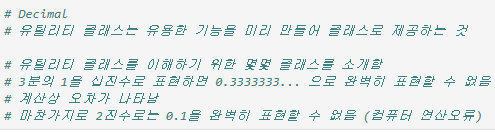 # Decimal
# 유틸리티 클래스는 유용한 기능을 미리 만들어 클래스로 제공하는 것
# 유틸리티 클래스를 이해하기 위한 몇몇 클래스를 소개함
# 3분의 1을 십진수로 표현하면 0.3333333... 으로 완벽히 표현할 수 없음
# 계산상 오차가 나타남
# 마찬가지로 2진수로는 0.1을 완벽히 표현할 수 없음 (컴퓨터 연산오류)